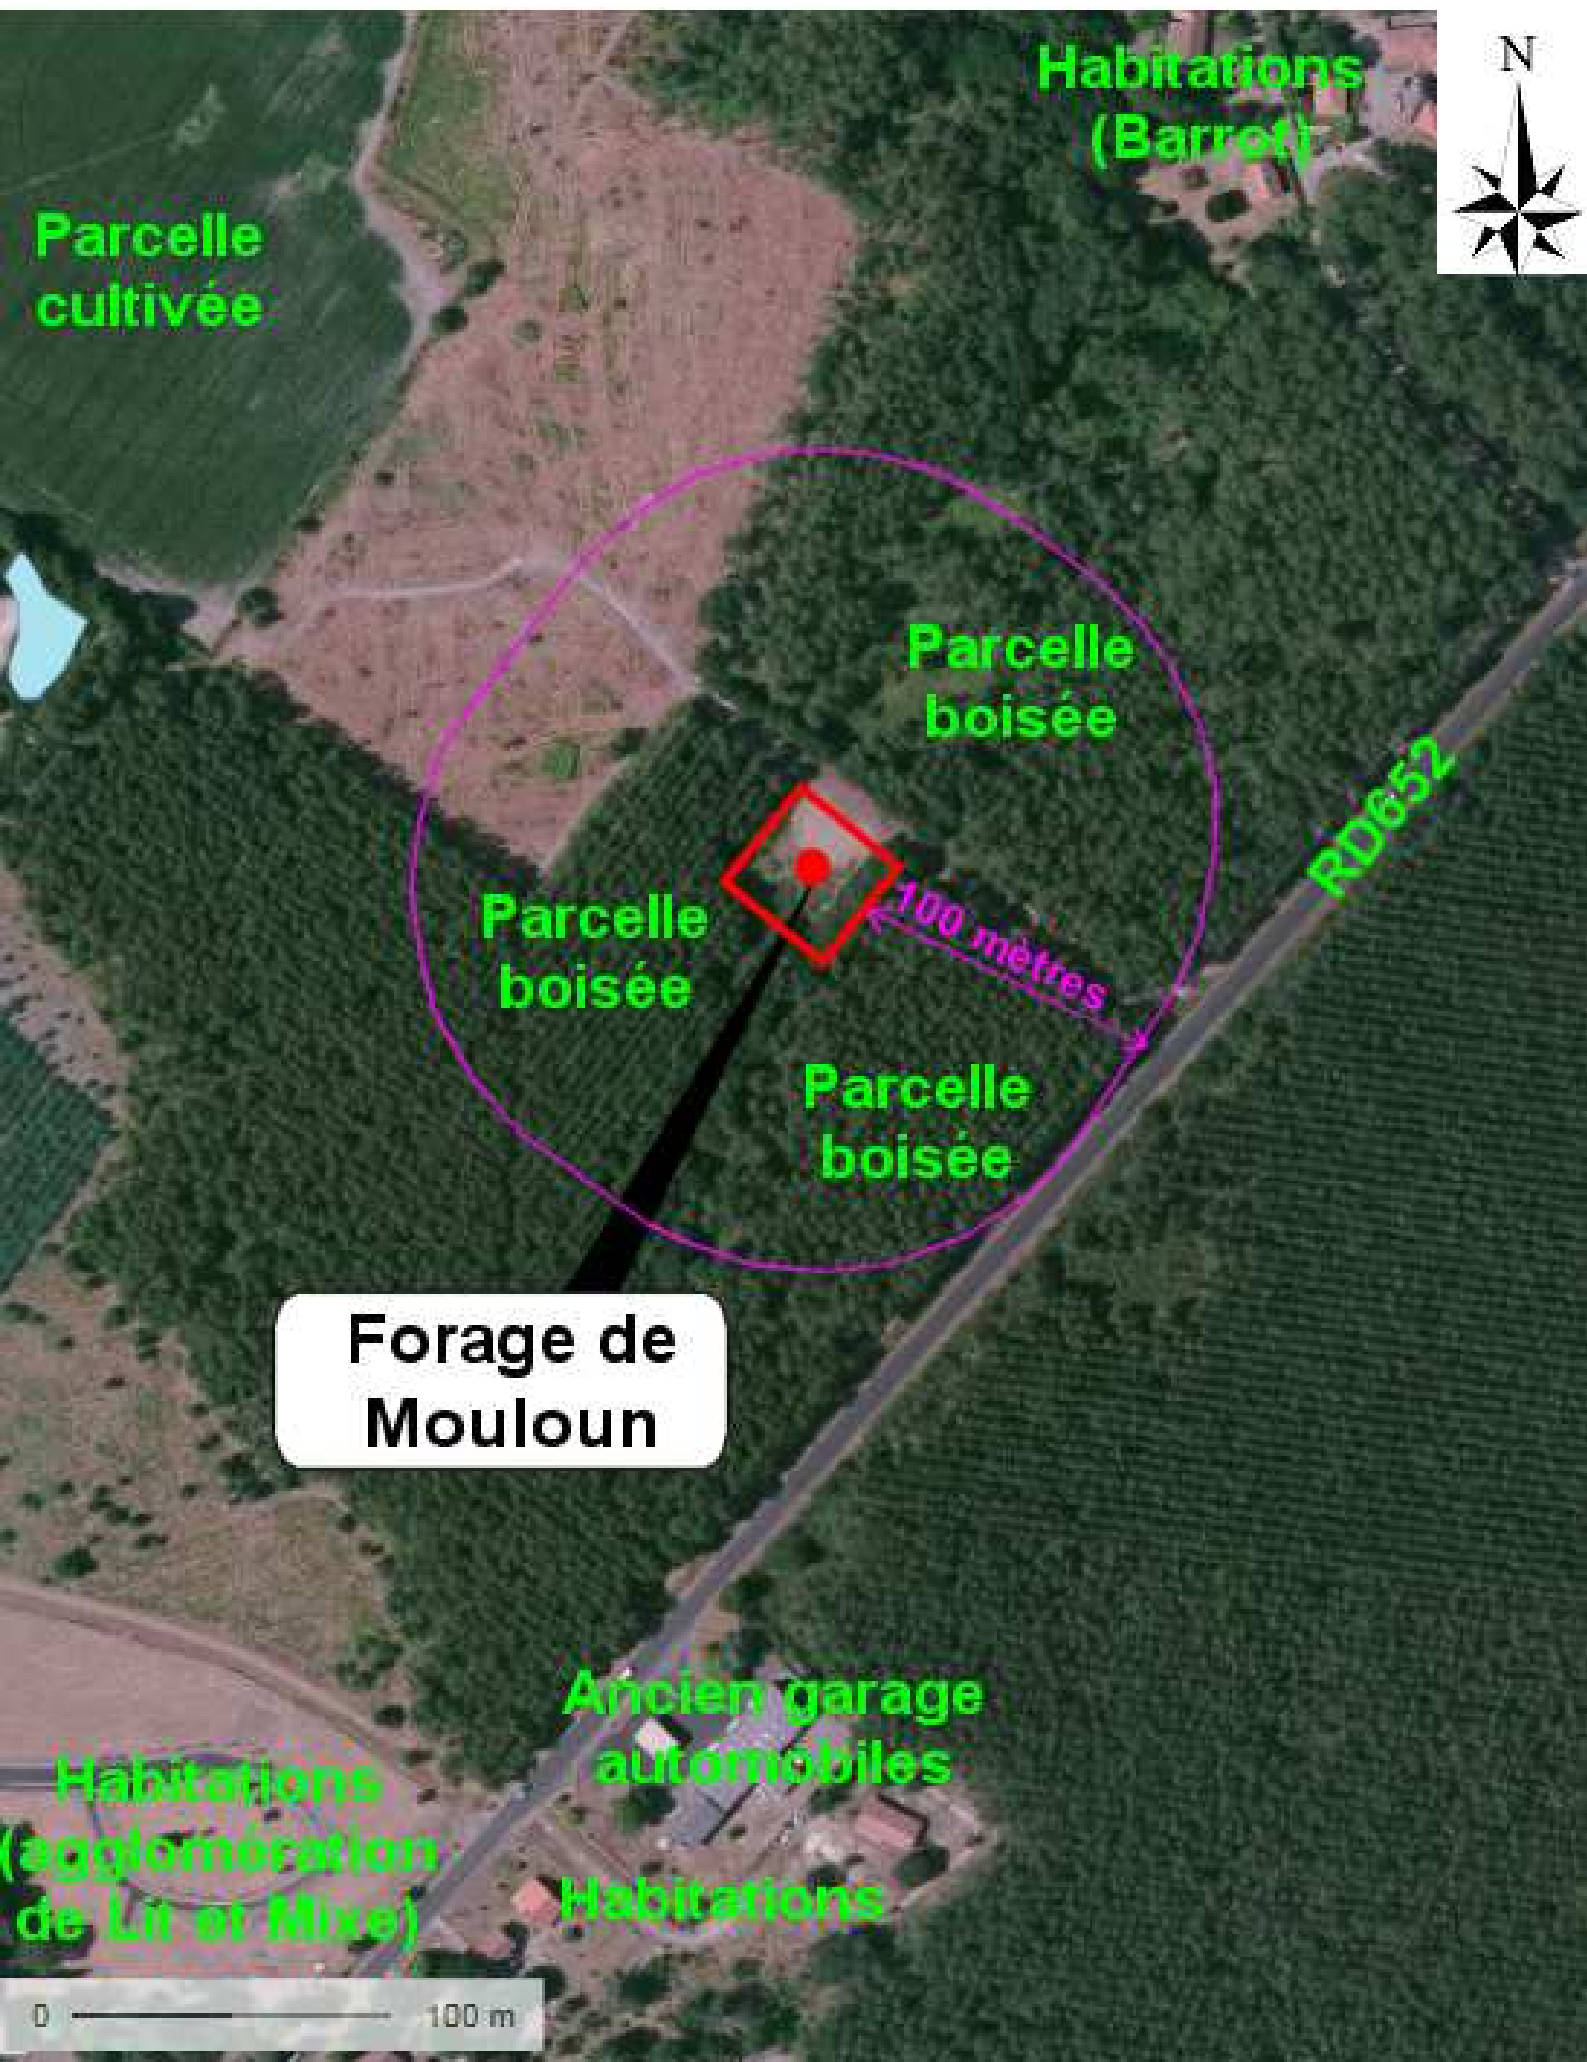 N
Habitations
(Barrot)
Parcelle
cultivée
Parcelle
boisée
RD652
100 mètres
Parcelle
boisée
Parcelle
boisée
Forage de
Mouloun
Ancien garage
automobiles
Habitations
(agglomération
de Lit et Mixe)
Habitations
0 100 m